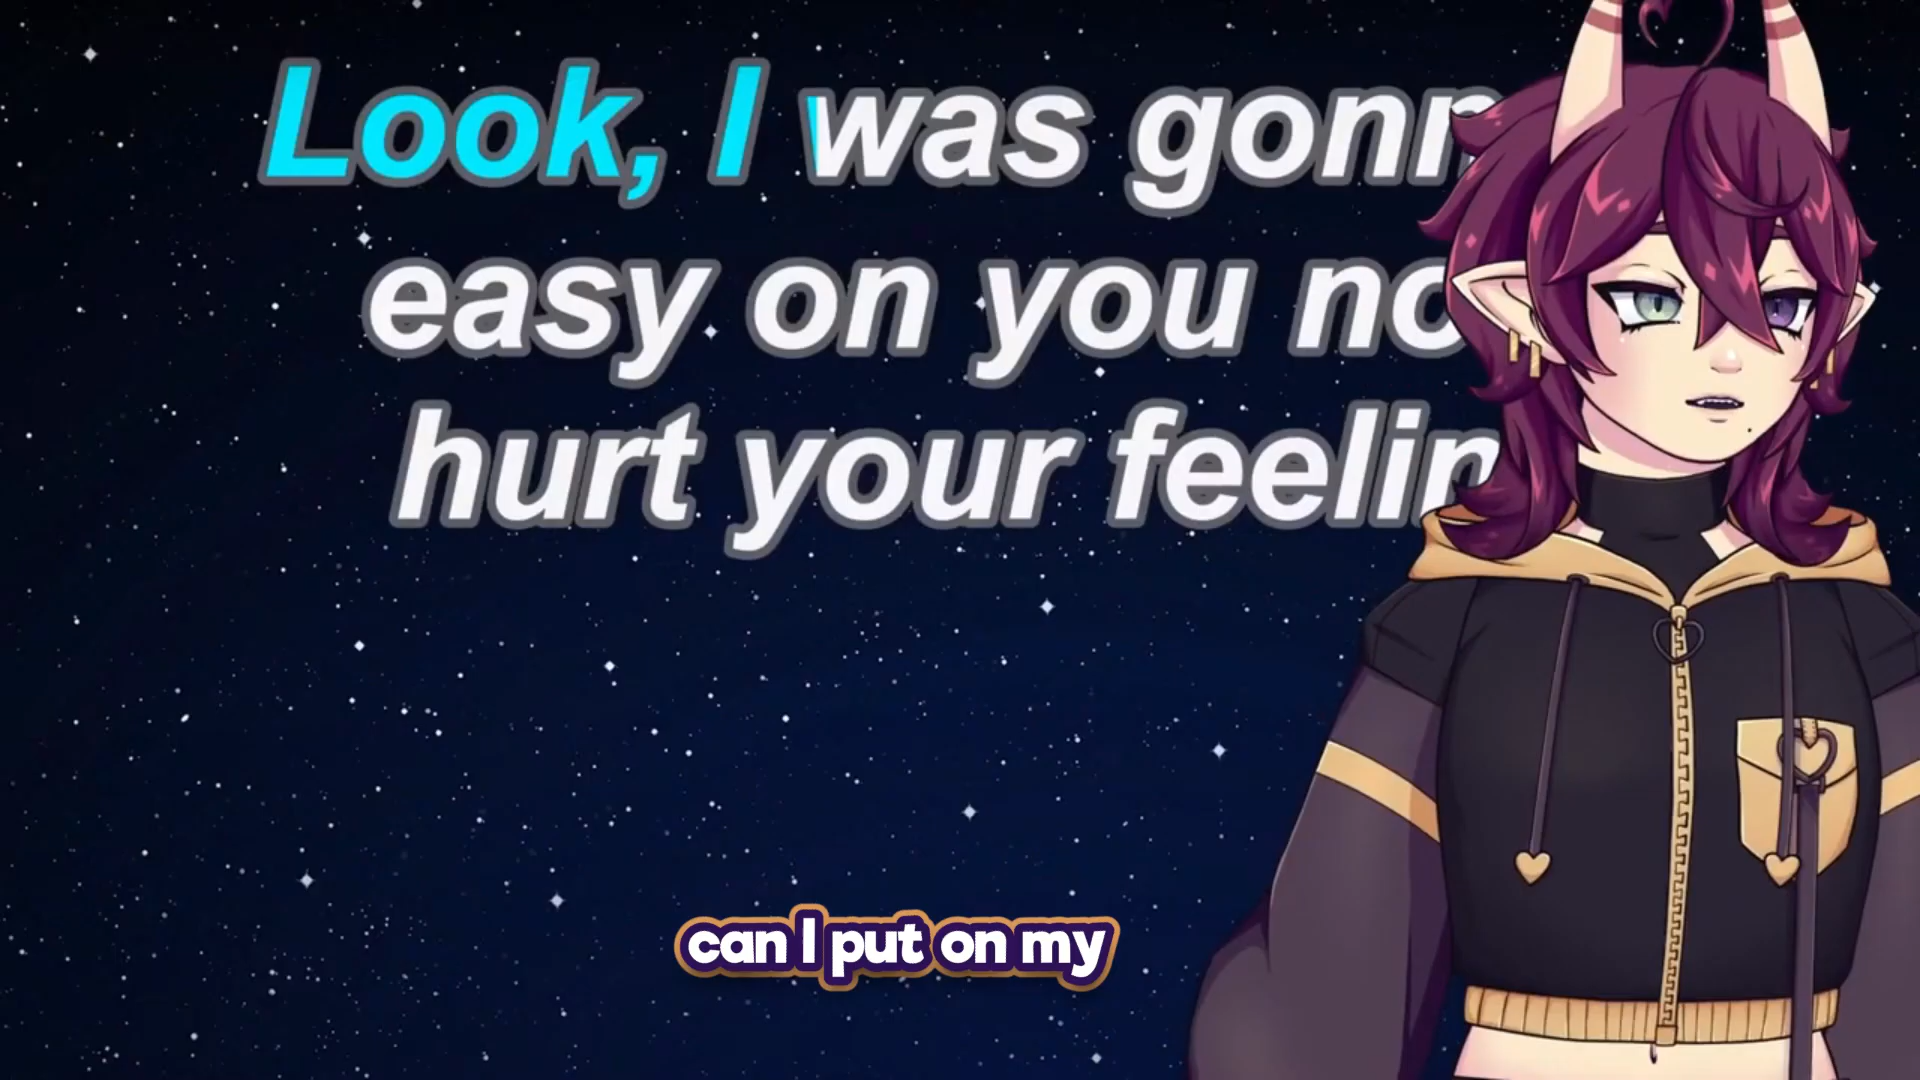 Look, I was gonn
easy on you no
hurt your feelin
can I put on my